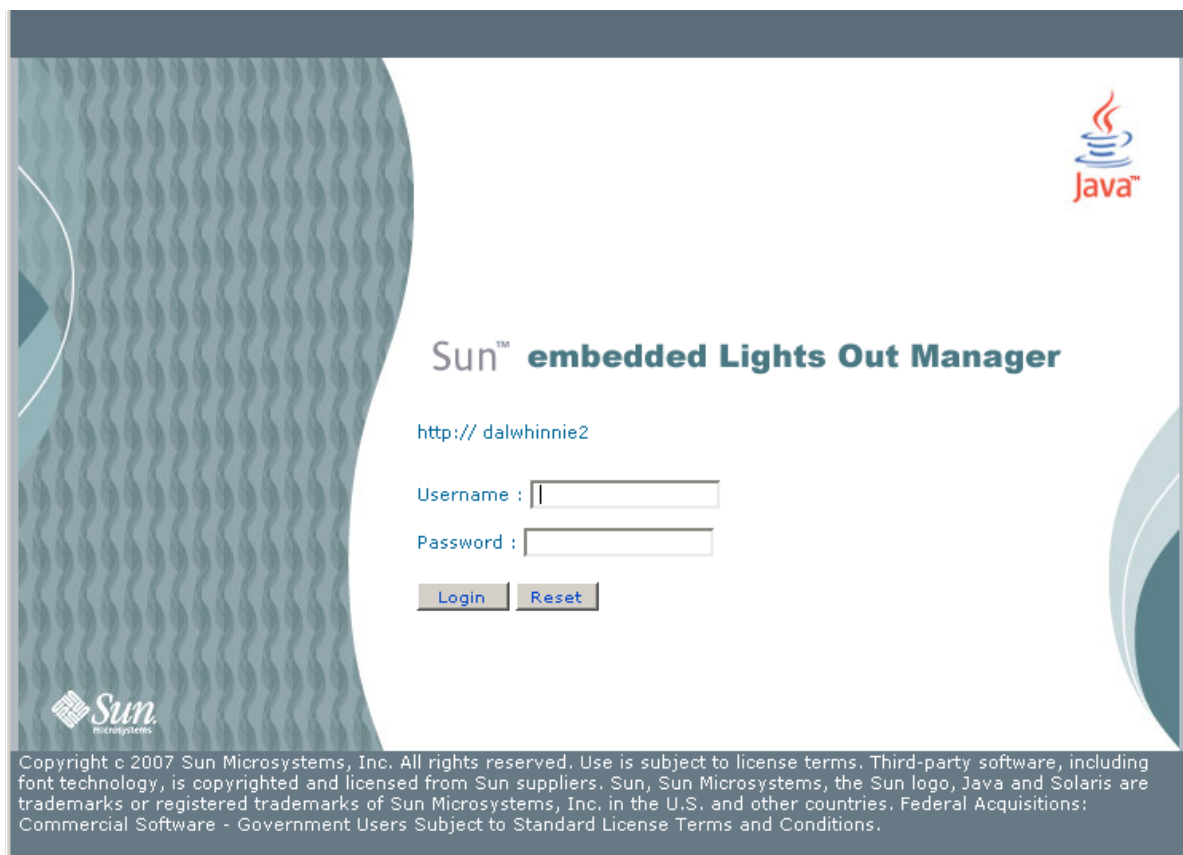 Java™
Sun™ embedded Lights Out Manager
http:// dalwhinnie2
Username :
Password :
Login Reset
Sun.
microsystems
Copyright c 2007 Sun Microsystems, Inc. All rights reserved. Use is subject to license terms. Third-party software, including
font technology, is copyrighted and licensed from Sun suppliers. Sun, Sun Microsystems, the Sun logo, Java and Solaris are
trademarks or registered trademarks of Sun Microsystems, Inc. in the U.S. and other countries. Federal Acquisitions:
Commercial Software - Government Users Subject to Standard License Terms and Conditions.